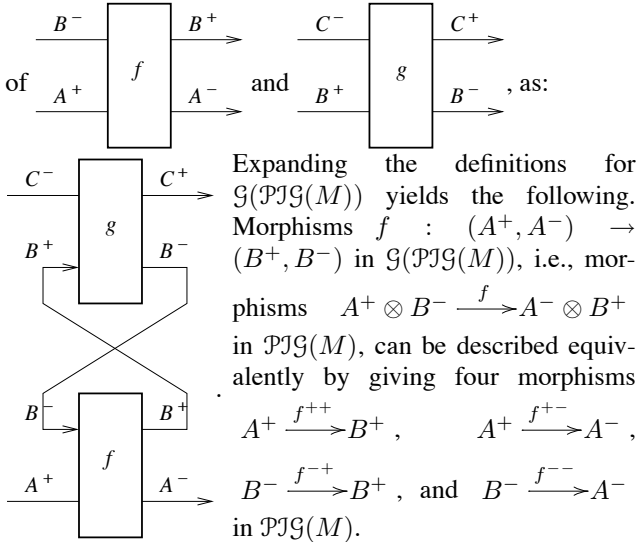 B⁻ B⁺ C⁻ C⁺
of f and g , as:
A⁺ A⁻ B⁺ B⁻
C⁻ C⁺
g
B⁺ B⁻
B⁻ B⁺
f
A⁺ A⁻
.
Expanding the definitions for
𝒢(𝒫ℐ𝒢(M)) yields the following.
Morphisms f : (A⁺, A⁻) →
(B⁺, B⁻) in 𝒢(𝒫ℐ𝒢(M)), i.e., mor-
phisms A⁺ ⊗ B⁻ —f→ A⁻ ⊗ B⁺
in 𝒫ℐ𝒢(M), can be described equiv-
alently by giving four morphisms
A⁺ —f⁺⁺→ B⁺ , A⁺ —f⁺⁻→ A⁻ ,
B⁻ —f⁻⁺→ B⁺ , and B⁻ —f⁻⁻→ A⁻
in 𝒫ℐ𝒢(M).